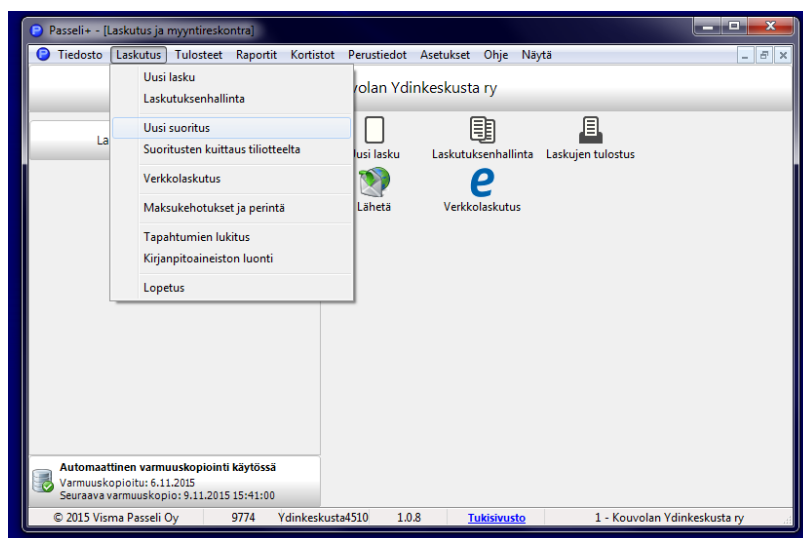 Passeli+ - [Laskutus ja myyntireskontra]
Tiedosto Laskutus Tulosteet Raportit Kortistot Perustiedot Asetukset Ohje Näytä
Uusi lasku
Laskutuksenhallinta
Uusi suoritus
Suoritusten kuittaus tiliotteelta
Verkkolaskutus
Maksukehotukset ja perintä
Tapahtumien lukitus
Kirjanpitoaineiston luonti
Lopetus
volan Ydinkeskusta ry
La
usi lasku Laskutuksenhallinta Laskujen tulostus
Lähetä Verkkolaskutus
Automaattinen varmuuskopiointi käytössä
Varmuuskopioitu: 6.11.2015
Seuraava varmuuskopio: 9.11.2015 15:41:00
© 2015 Visma Passeli Oy 9774 Ydinkeskusta4510 1.0.8 Tukisivusto 1 - Kouvolan Ydinkeskusta ry